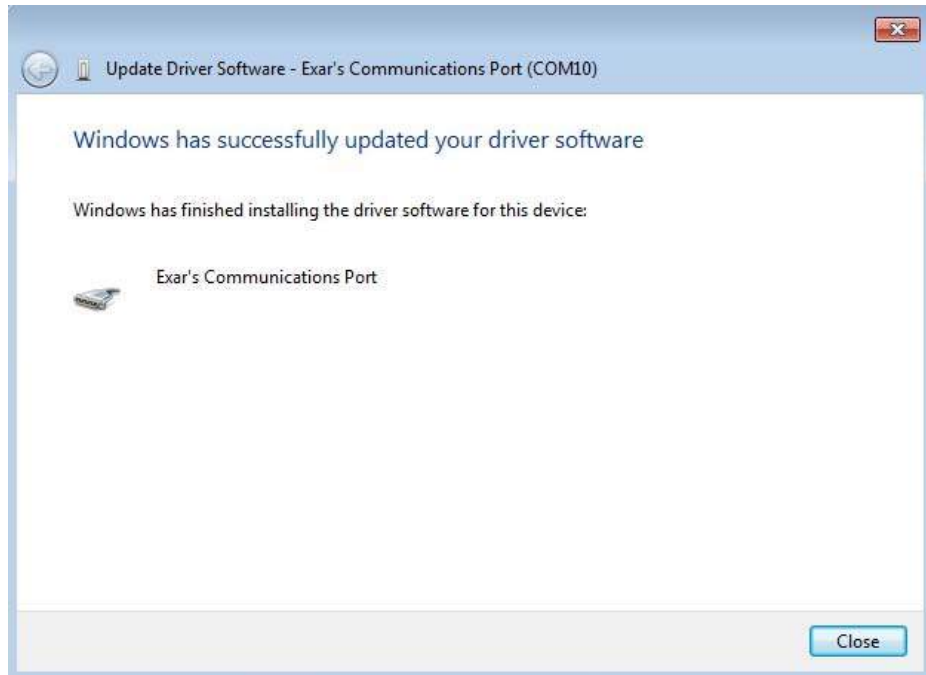 Update Driver Software - Exar's Communications Port (COM10)
Windows has successfully updated your driver software
Windows has finished installing the driver software for this device:
Exar's Communications Port
Close